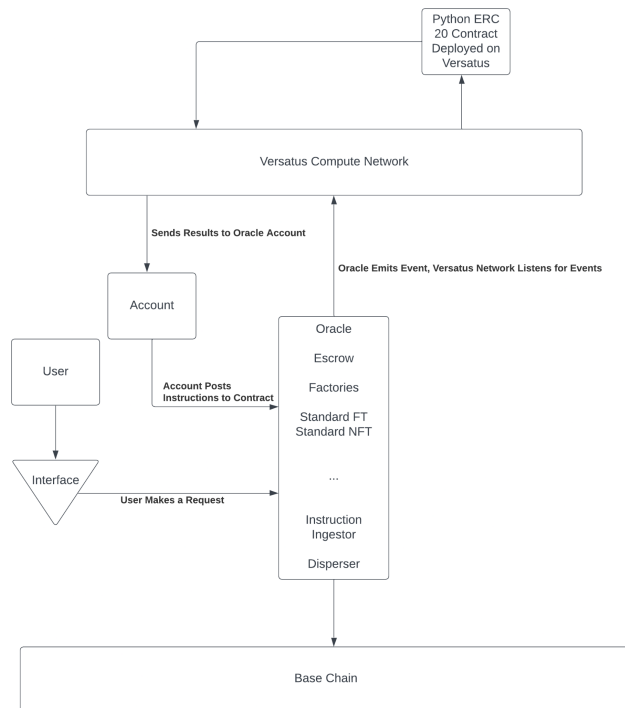 Python ERC
20 Contract
Deployed on
Versatus
Versatus Compute Network
Sends Results to Oracle Account
Oracle Emits Event, Versatus Network Listens for Events
Account
Oracle
Escrow
Factories
Standard FT
Standard NFT
...
Instruction
Ingestor
Disperser
User
Account Posts
Instructions to Contract
Interface
User Makes a Request
Base Chain